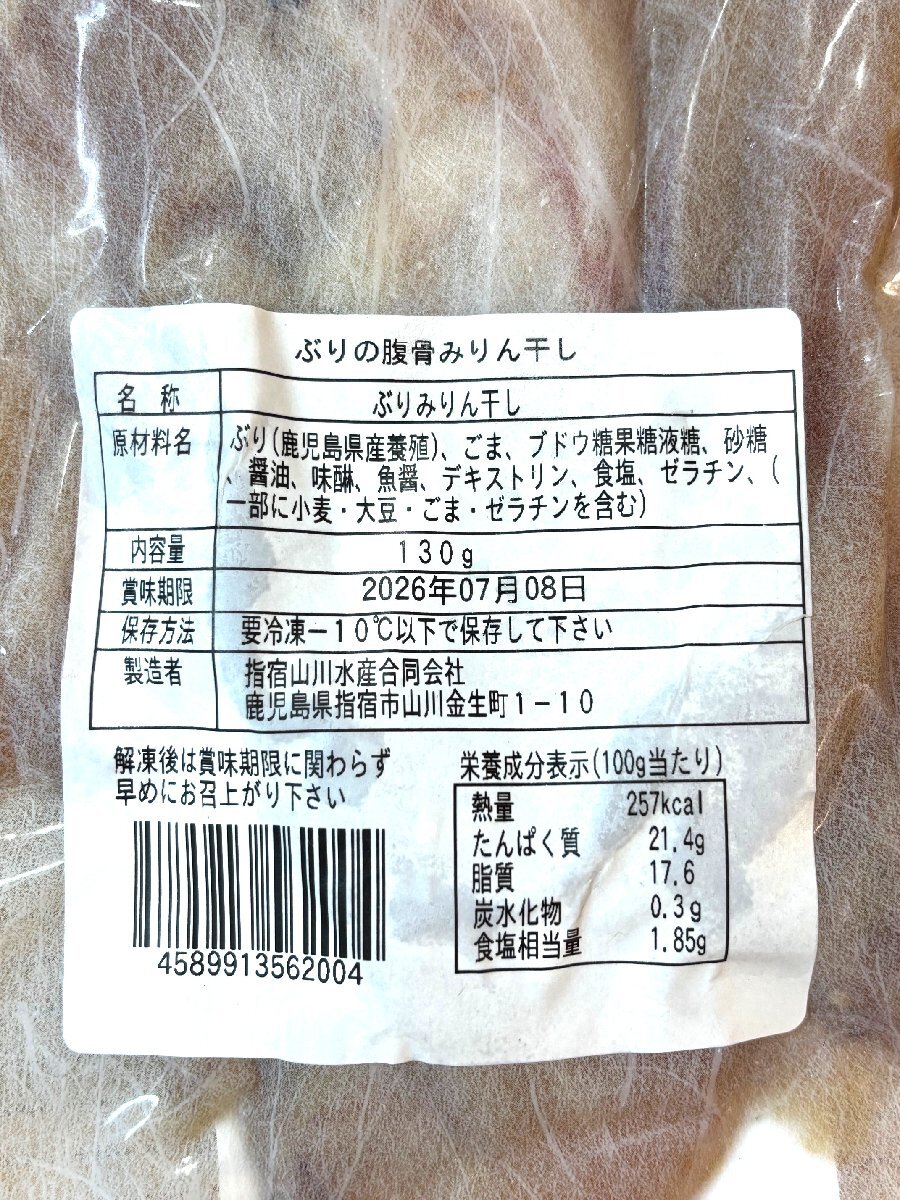 ぶりの腹骨みりん干し
名 称 ぶりみりん干し
原材料名 ぶり(鹿児島県産養殖)、ごま、ブドウ糖果糖液糖、砂糖
、醤油、味醂、魚醤、デキストリン、食塩、ゼラチン、(
一部に小麦・大豆・ごま・ゼラチンを含む)
内容量 130g
賞味期限 2026年07月08日
保存方法 要冷凍−10℃以下で保存して下さい
製造者 指宿山川水産合同会社
鹿児島県指宿市山川金生町1−10
解凍後は賞味期限に関わらず
早めにお召上がり下さい
4589913562004
栄養成分表示(100g当たり)
熱量 257kcal
たんぱく質 21.4g
脂質 17.6
炭水化物 0.3g
食塩相当量 1.85g